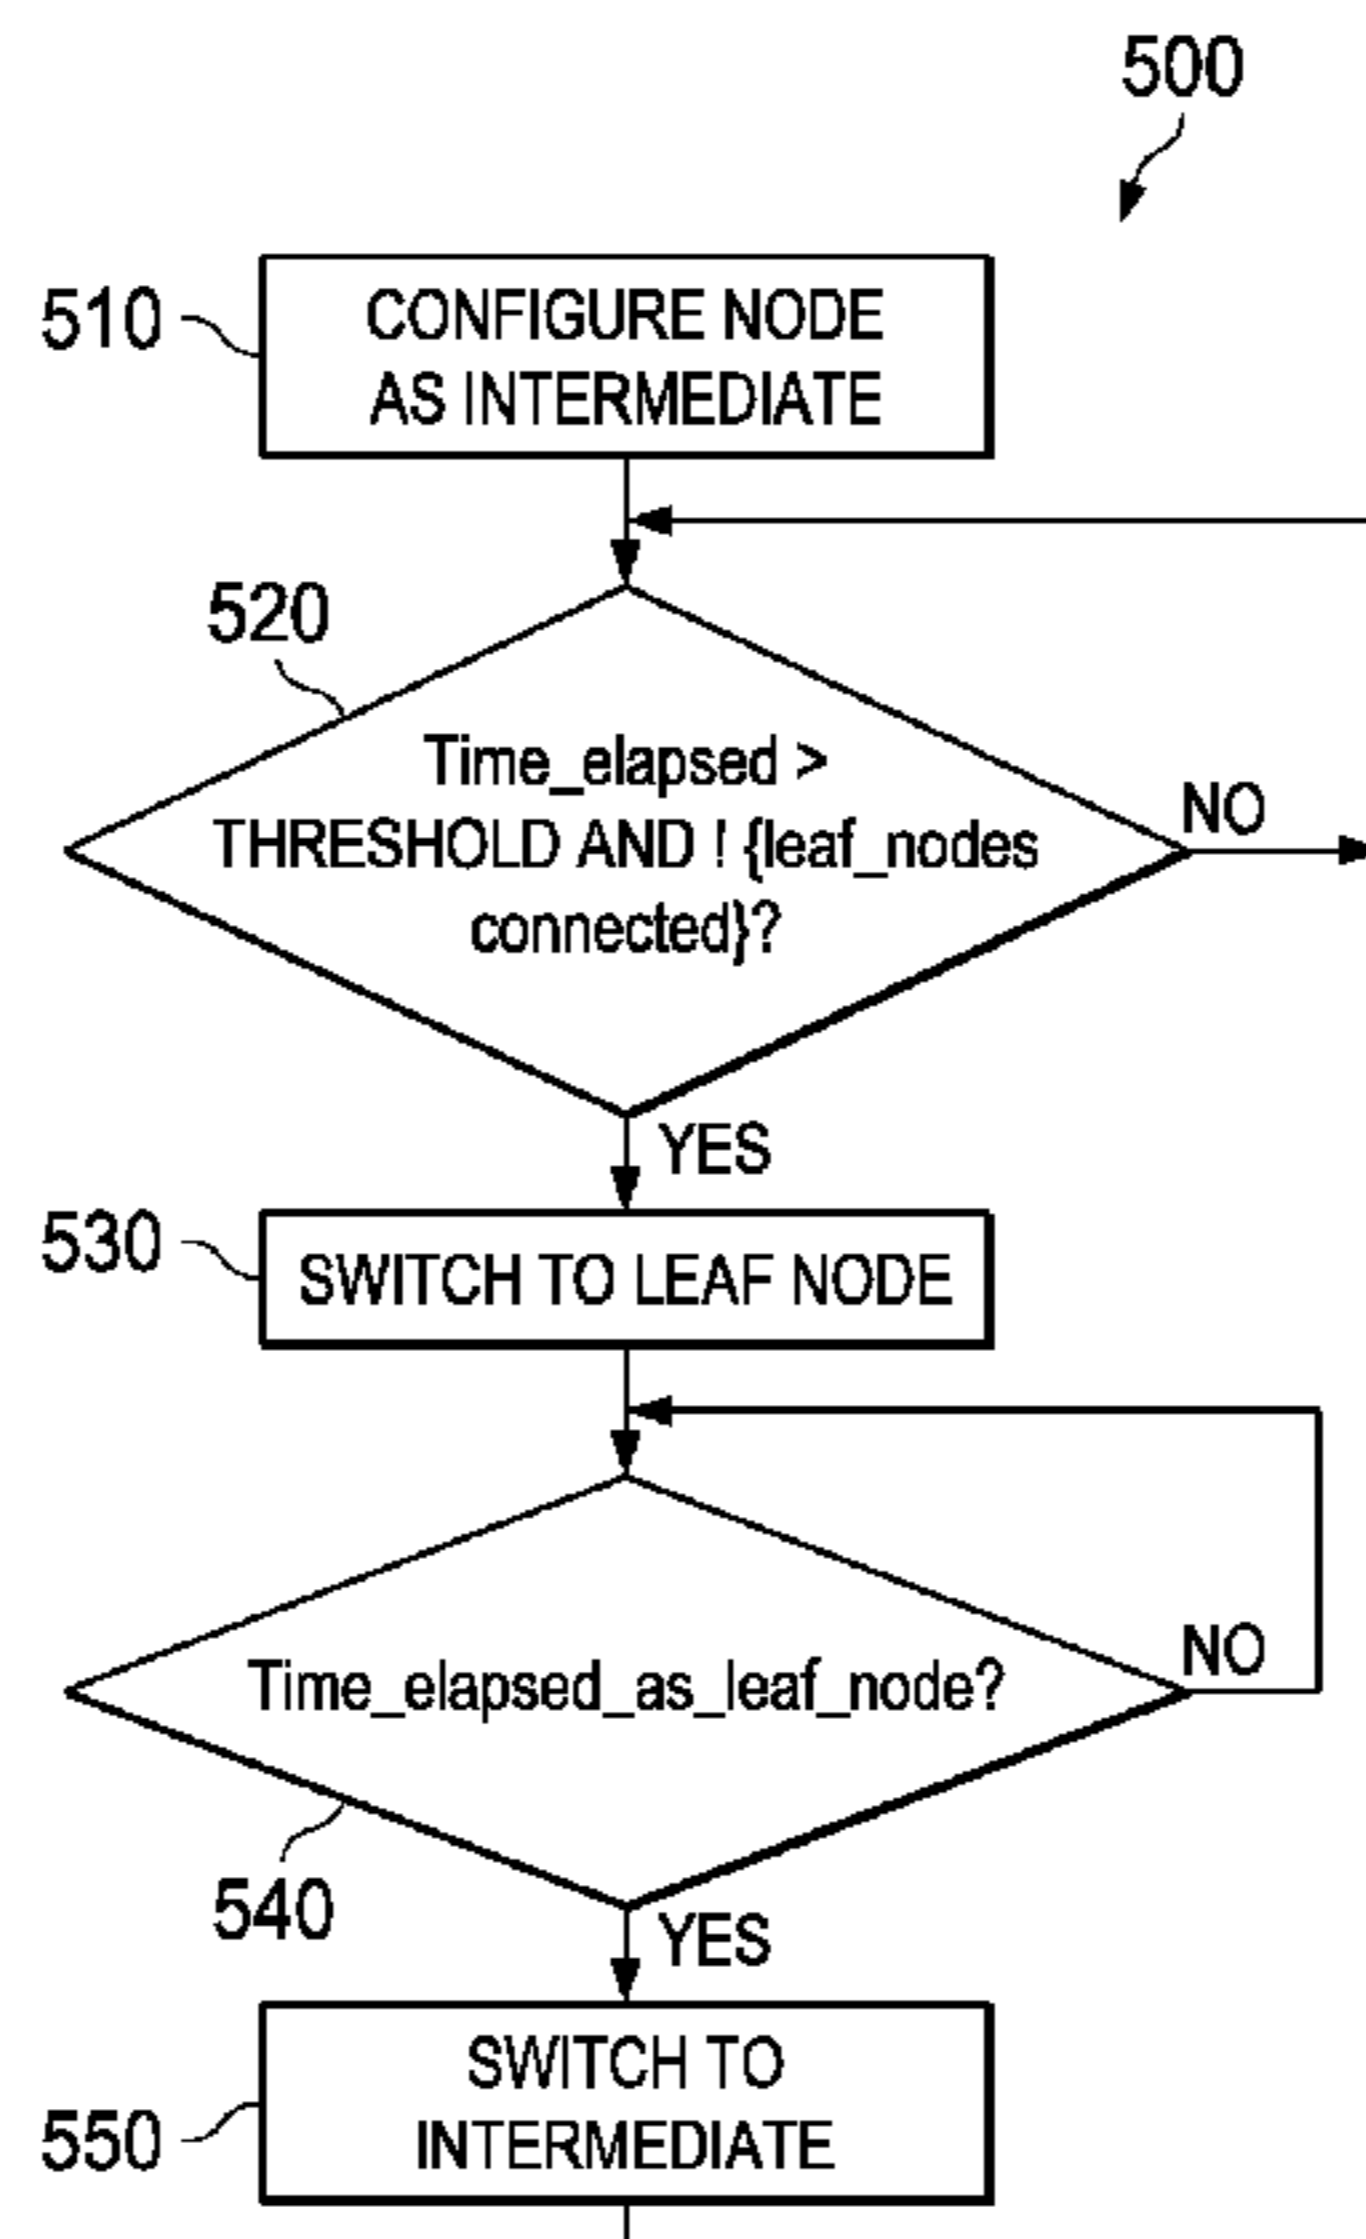 500
510
CONFIGURE NODE
AS INTERMEDIATE
520
Time_elapsed >
THRESHOLD AND ! {leaf_nodes
connected}?
NO
YES
530
SWITCH TO LEAF NODE
Time_elapsed_as_leaf_node?
NO
540
YES
550
SWITCH TO
INTERMEDIATE